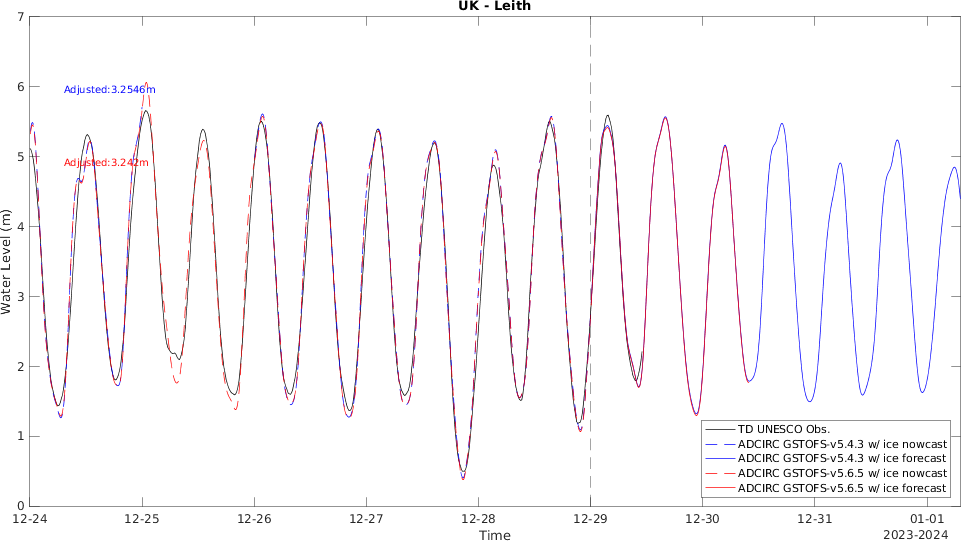 UK - Leith
7
6
5
4
3
2
1
0
Water Level (m)
Adjusted:3.2546m
Adjusted:3.242m
TD UNESCO Obs.
ADCIRC GSTOFS-v5.4.3 w/ ice nowcast
ADCIRC GSTOFS-v5.4.3 w/ ice forecast
ADCIRC GSTOFS-v5.6.5 w/ ice nowcast
ADCIRC GSTOFS-v5.6.5 w/ ice forecast
12-24 12-25 12-26 12-27 12-28 12-29 12-30 12-31 01-01
Time
2023-2024